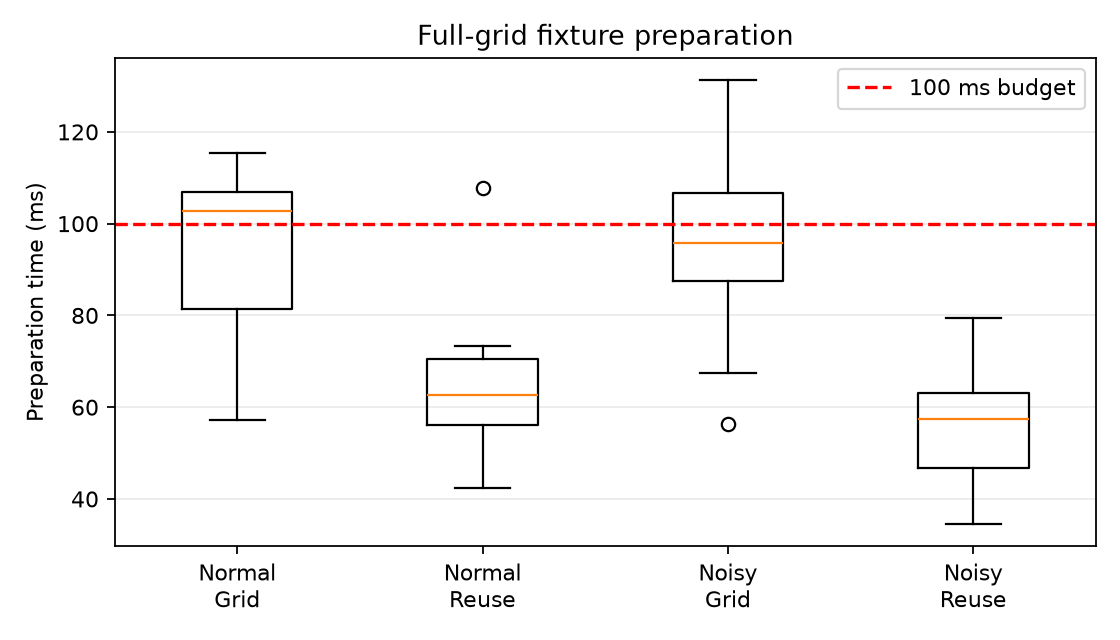 Full-grid fixture preparation
100 ms budget
Preparation time (ms)
120
100
80
60
40
Normal
Grid
Normal
Reuse
Noisy
Grid
Noisy
Reuse